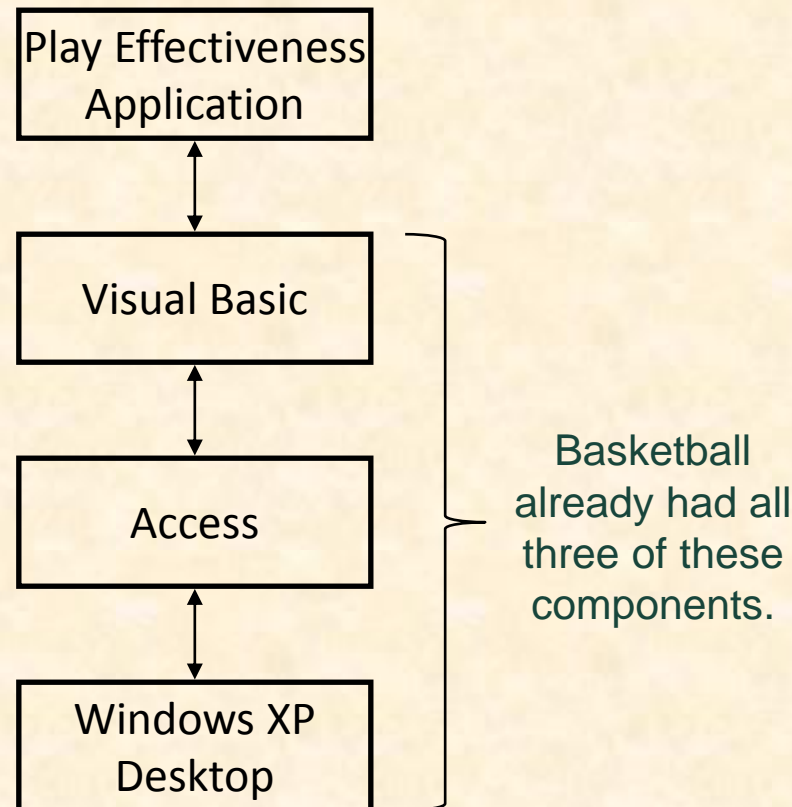 Play Effectiveness
Application
Visual Basic
Access
Windows XP
Desktop
Basketball
already had all
three of these
components.